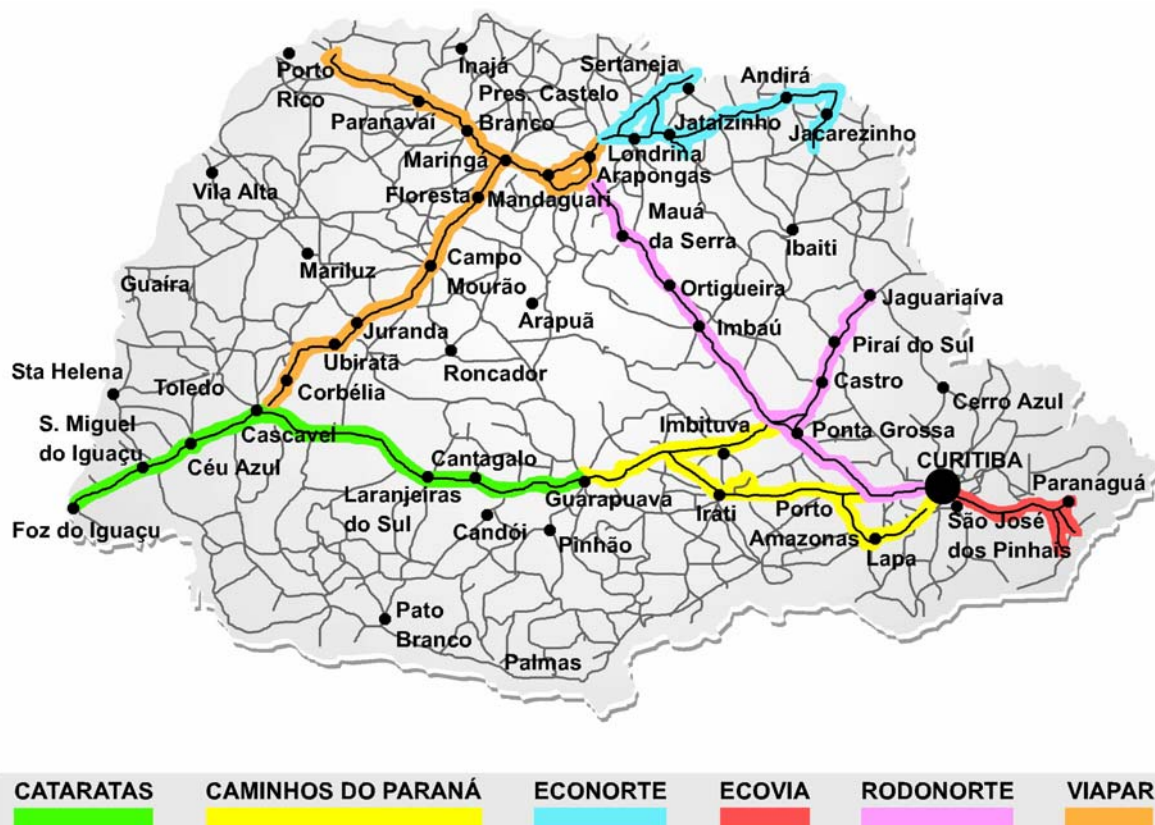 Porto
Rico
Inajá
Sertaneja
Andirá
Pres. Castelo
Branco
Paranavaí
Jataizinho
Jacarezinho
Maringá
Londrina
Arapongas
Vila Alta
Floresta
Mandaguari
Mauá
da Serra
Ibaiti
Mariluz
Campo
Mourão
Guaíra
Ortigueira
Jaguariaíva
Arapuã
Imbaú
Juranda
Piraí do Sul
Ubiratã
Roncador
Sta Helena
Toledo
Corbélia
Castro
Cerro Azul
S. Miguel
do Iguaçu
Cascavel
Imbituva
Ponta Grossa
Céu Azul
Cantagalo
CURITIBA
Paranaguá
Laranjeiras
do Sul
Guarapuava
Irati
Porto
Amazonas
São José
dos Pinhais
Foz do Iguaçu
Candói
Pinhão
Lapa
Pato
Branco
Palmas
CATARATAS
CAMINHOS DO PARANÁ
ECONORTE
ECOVIA
RODONORTE
VIAPAR